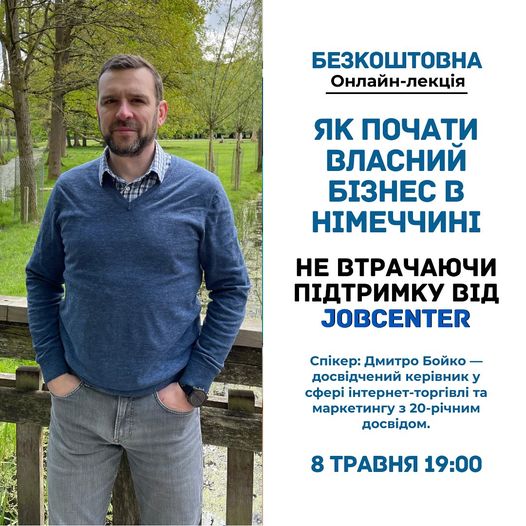 БЕЗКОШТОВНА
Онлайн-лекція
ЯК ПОЧАТИ
ВЛАСНИЙ
БІЗНЕС В
НІМЕЧЧИНІ
НЕ ВТРАЧАЮЧИ
ПІДТРИМКУ ВІД
JOBCENTER
Спікер: Дмитро Бойко —
досвідчений керівник у
сфері інтернет-торгівлі та
маркетингу з 20-річним
досвідом.
8 ТРАВНЯ 19:00